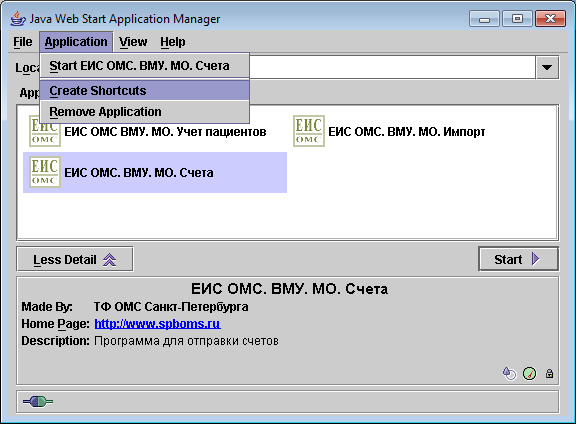 Java Web Start Application Manager
File Application View Help
Start ЕИС ОМС. ВМУ. МО. Счета
Loca
Create Shortcuts
App
Remove Application
ЕИС ОМС
ЕИС ОМС ВМУ. МО. Учет пациентов
ЕИС ОМС
ЕИС ОМС. ВМУ. МО. Импорт
ЕИС ОМС
ЕИС ОМС. ВМУ. МО. Счета
Less Detail
Start
ЕИС ОМС. ВМУ. МО. Счета
Made By: ТФ ОМС Санкт-Петербурга
Home Page: http://www.spboms.ru
Description: Программа для отправки счетов